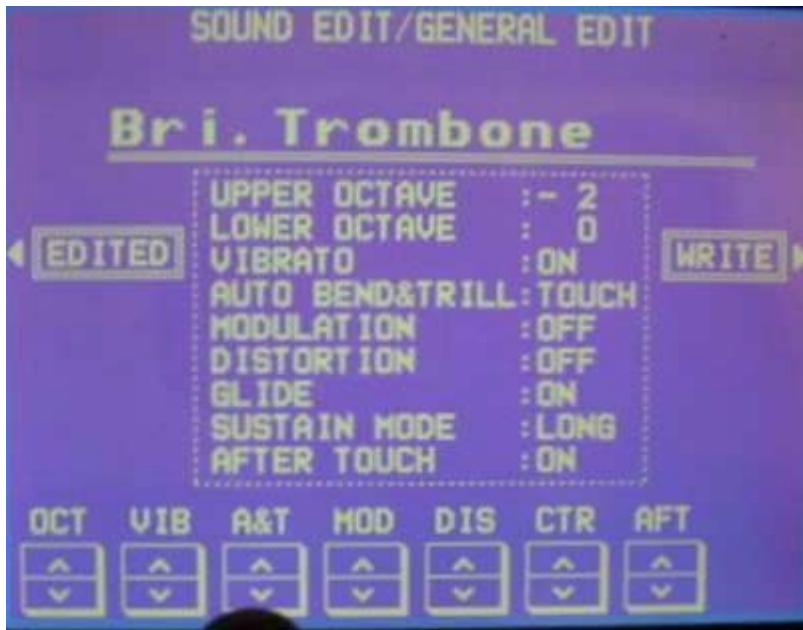 SOUND EDIT/GENERAL EDIT
Bri.Trombone
UPPER OCTAVE :- 2
LOWER OCTAVE : 0
EDITED
VIBRATO :ON
WRITE
AUTO BEND&TRILL:TOUCH
MODULATION :OFF
DISTORTION :OFF
GLIDE :ON
SUSTAIN MODE :LONG
AFTER TOUCH :ON
OCT VIB A&T MOD DIS CTR AFT